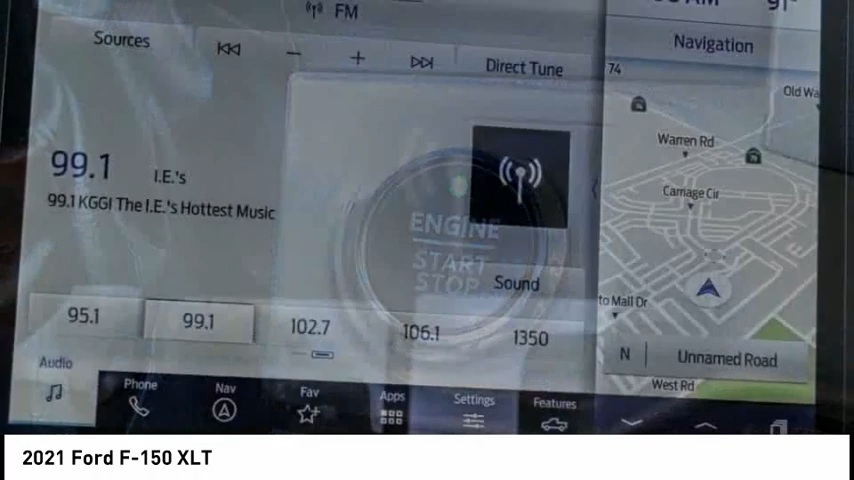 FM
Sources
Direct Tune
Navigation
74
Old Wa
Warren Rd
74
99.1
I.E.'s
99.1 KGGI The I.E.'s Hottest Music
Carriage Cir
ENGINE
START
STOP
Sound
to Mall Dr
95.1
99.1
102.7
106.1
1350
N
Unnamed Road
West Rd
Audio
Phone
Nav
Fav
Apps
Settings
Features
2021 Ford F-150 XLT